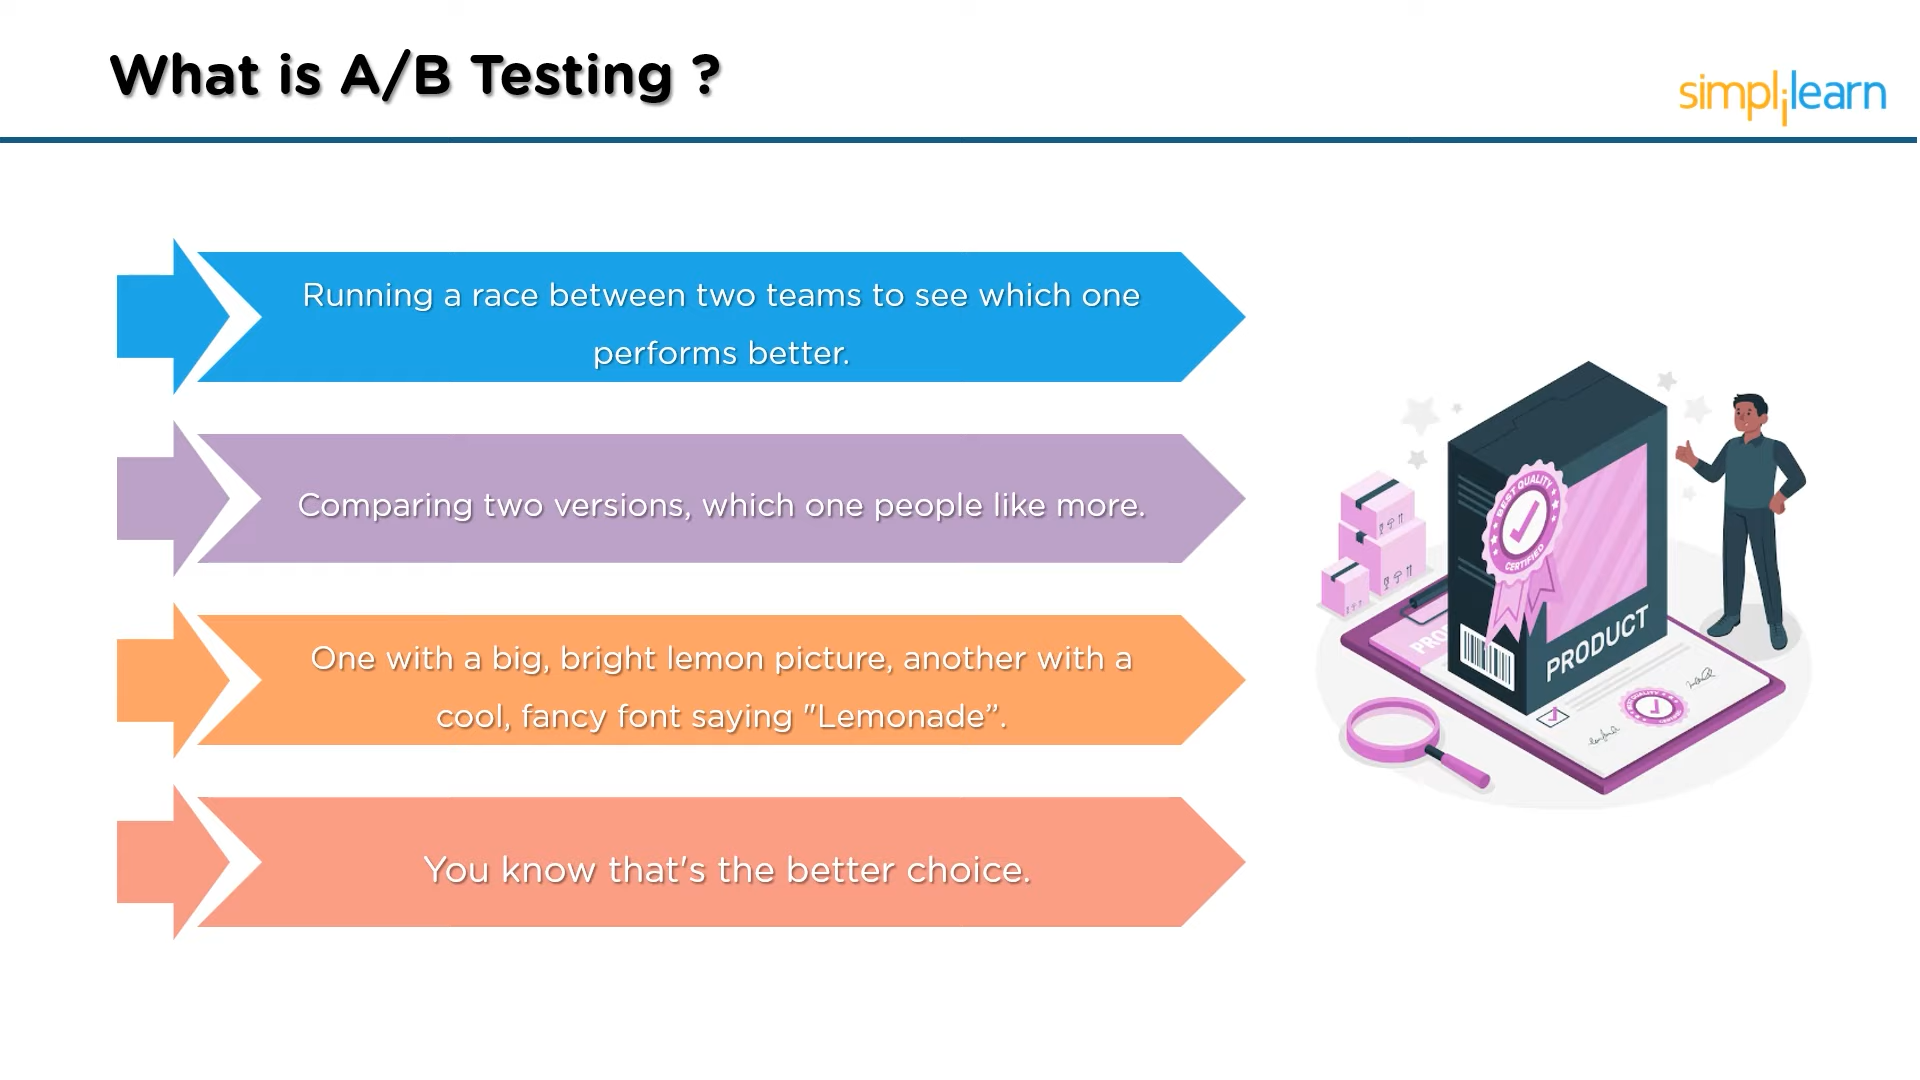 What is A/B Testing ?
simplilearn
Running a race between two teams to see which one
performs better.
Comparing two versions, which one people like more.
One with a big, bright lemon picture, another with a
cool, fancy font saying "Lemonade”.
You know that's the better choice.
BEST QUALITY
CERTIFIED
PRODUCT